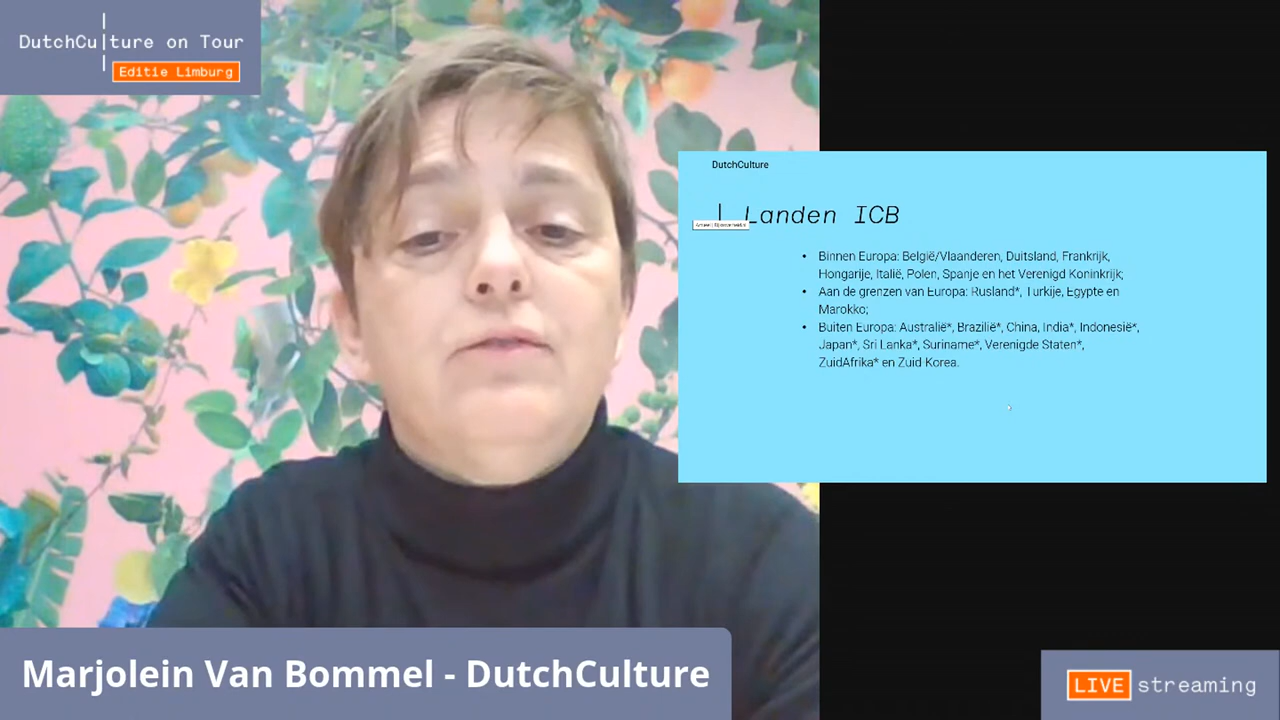 DutchCulture on Tour
Editie Limburg
DutchCulture
Landen ICB
• Binnen Europa: België/Vlaanderen, Duitsland, Frankrijk,
Hongarije, Italië, Polen, Spanje en het Verenigd Koninkrijk;
• Aan de grenzen van Europa: Rusland*, Turkije, Egypte en
Marokko;
• Buiten Europa: Australië*, Brazilië*, China, India*, Indonesië*,
Japan*, Sri Lanka*, Suriname*, Verenigde Staten*,
ZuidAfrika* en Zuid-Korea.
Marjolein Van Bommel - DutchCulture
LIVE streaming